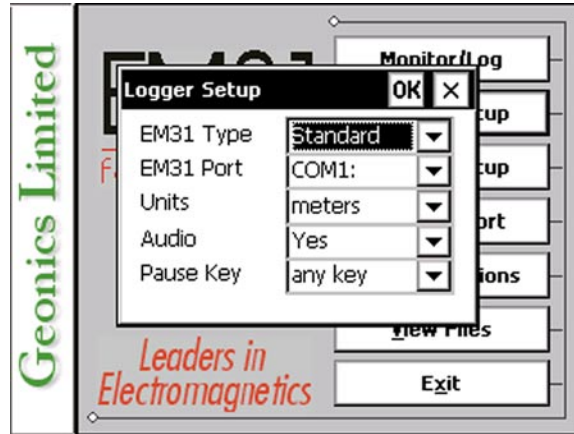 Geonics Limited
EM31
Monitor/Log
Logger Setup
OK
EM31 Type
Standard
EM31 Port
COM1:
Units
meters
Audio
Yes
Pause Key
any key
View Files
Exit
Leaders in
Electromagnetics